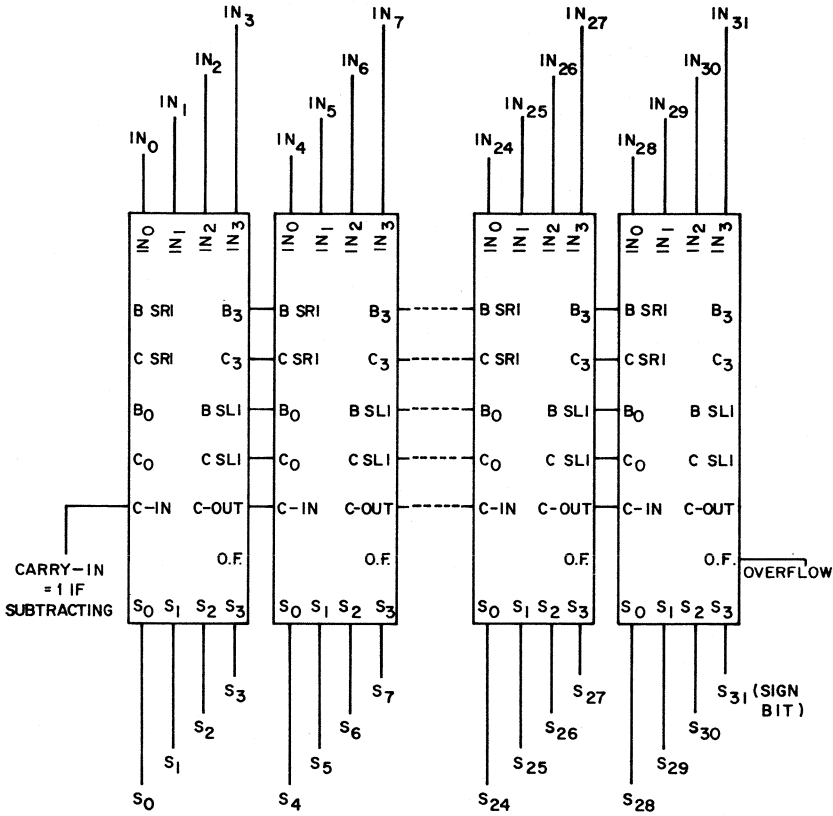 IN3 IN7 IN27 IN31
IN2 IN6 IN26 IN30
IN1 IN5 IN25 IN29
IN0 IN4 IN24 IN28
IN0 IN1 IN2 IN3 IN0 IN1 IN2 IN3 IN0 IN1 IN2 IN3 IN0 IN1 IN2 IN3
B SRI B3 B SRI B3 B SRI B3 B SRI B3
C SRI C3 C SRI C3 C SRI C3 C SRI C3
B0 B SLI B0 B SLI B0 B SLI B0 B SLI
C0 C SLI C0 C SLI C0 C SLI C0 C SLI
C-IN C-OUT C-IN C-OUT C-IN C-OUT C-IN C-OUT
O.F. O.F. O.F. O.F.
CARRY-IN
=1 IF
SUBTRACTING
OVERFLOW
S0 S1 S2 S3 S0 S1 S2 S3 S0 S1 S2 S3 S0 S1 S2 S3
S3 S7 S27 S31 (SIGN
BIT)
S2 S6 S26 S30
S1 S5 S25 S29
S0 S4 S24 S28